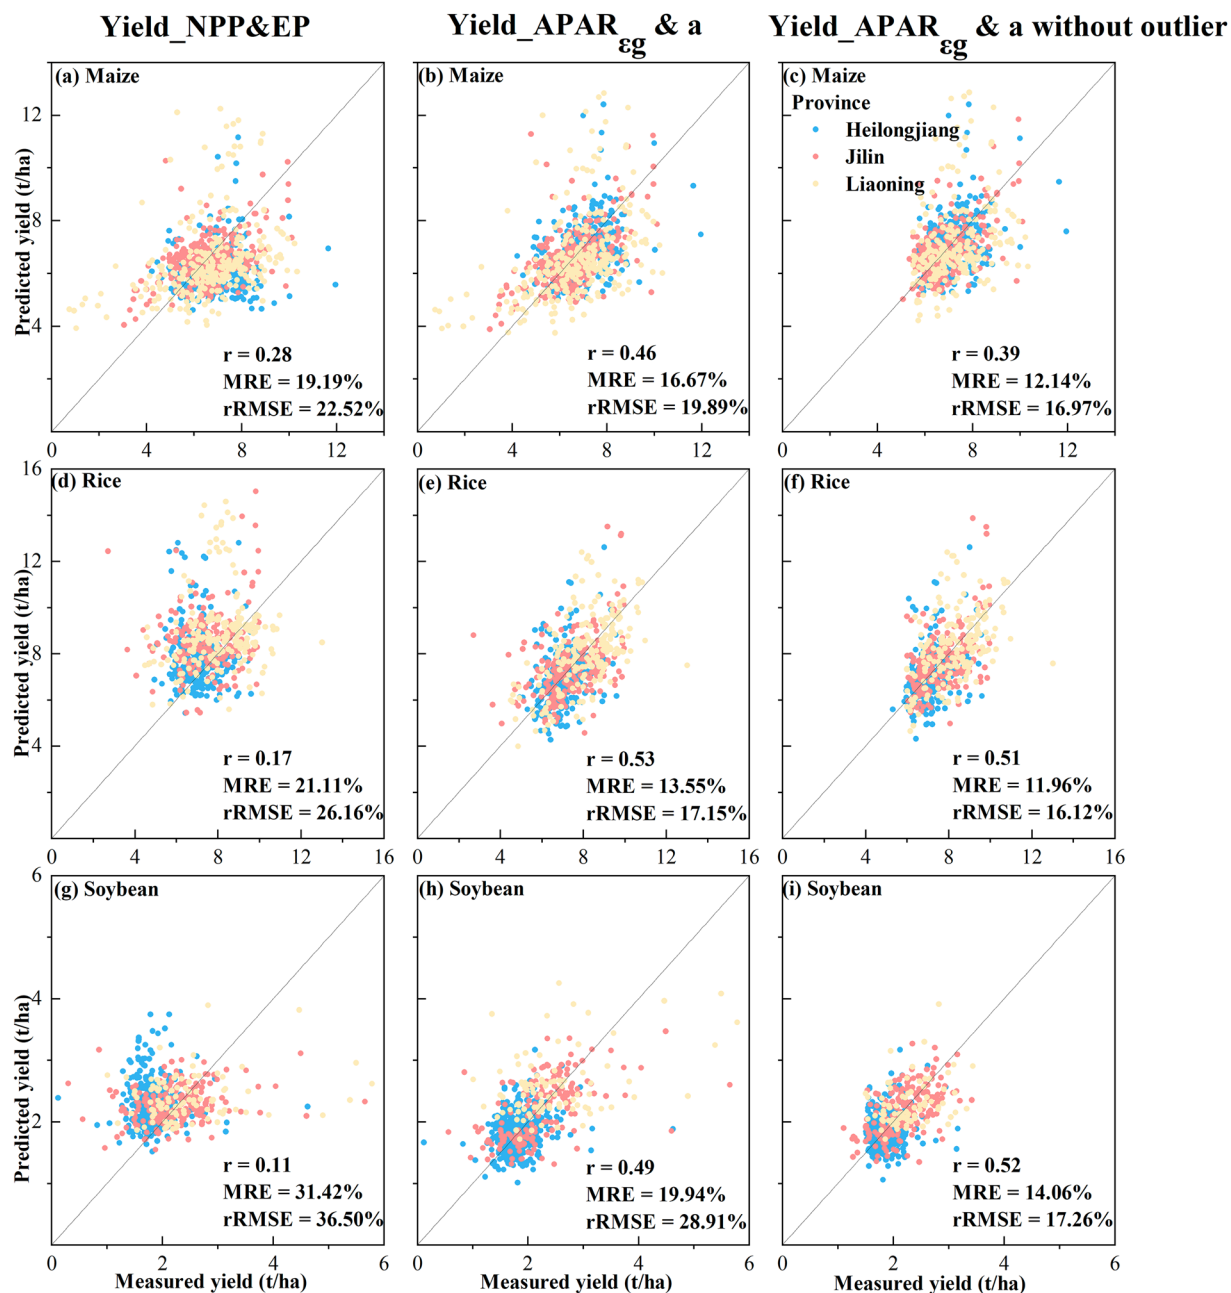 Yield_NPP&EP
Yield_APAR εg & a
Yield_APAR εg & a without outlier
(a) Maize
12
8
4
Predicted yield (t/ha)
r = 0.28
MRE = 19.19%
rRMSE = 22.52%
0 4 8 12
(b) Maize
r = 0.46
MRE = 16.67%
rRMSE = 19.89%
0 4 8 12
(c) Maize
Province
Heilongjiang
Jilin
Liaoning
r = 0.39
MRE = 12.14%
rRMSE = 16.97%
0 4 8 12
(d) Rice
16
12
8
4
Predicted yield (t/ha)
r = 0.17
MRE = 21.11%
rRMSE = 26.16%
0 4 8 12 16
(e) Rice
r = 0.53
MRE = 13.55%
rRMSE = 17.15%
0 4 8 12 16
(f) Rice
r = 0.51
MRE = 11.96%
rRMSE = 16.12%
4 8 12 16
(g) Soybean
6
4
2
Predicted yield (t/ha)
r = 0.11
MRE = 31.42%
rRMSE = 36.50%
0 2 4 6
Measured yield (t/ha)
(h) Soybean
r = 0.49
MRE = 19.94%
rRMSE = 28.91%
0 2 4 6
Measured yield (t/ha)
(i) Soybean
r = 0.52
MRE = 14.06%
rRMSE = 17.26%
0 2 4 6
Measured yield (t/ha)